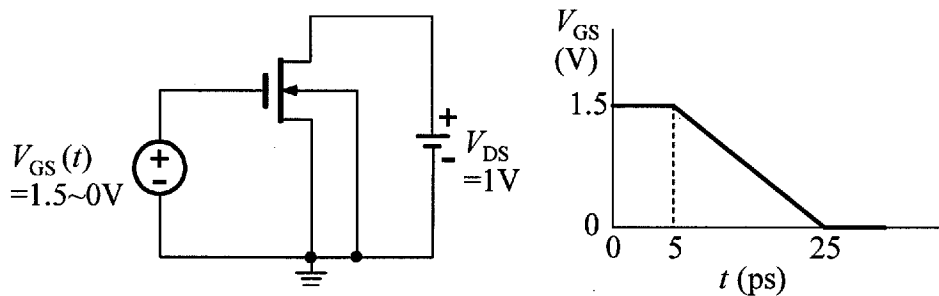 V_GS (t)
=1.5~0V
+
-
+
-
V_DS
=1V
V_GS
(V)
1.5
0
0 5 25
t (ps)